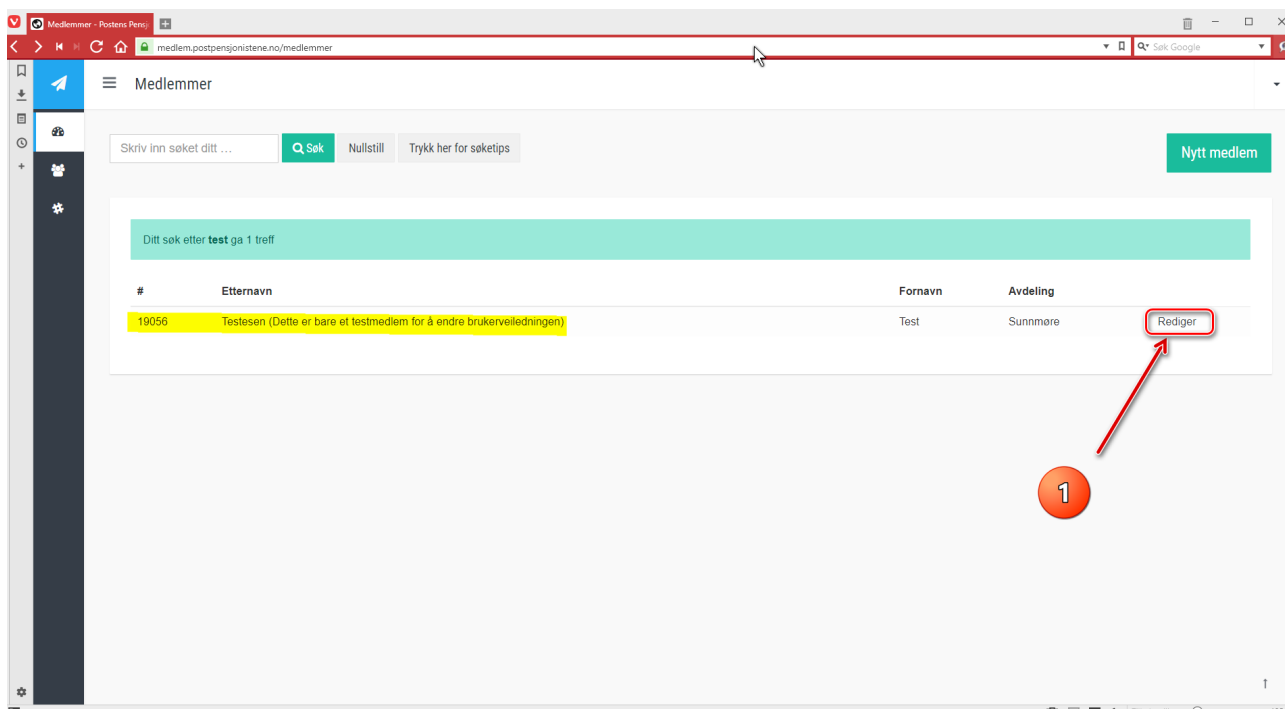 Medlemmer - Postens Pensj
medlem.postpensjonistene.no/medlemmer
Søk Google
Medlemmer
Skriv inn søket ditt …
Søk
Nullstill
Trykk her for søketips
Nytt medlem
Ditt søk etter test ga 1 treff
# Etternavn Fornavn Avdeling
19056 Testesen (Dette er bare et testmedlem for å endre brukerveiledningen) Test Sunnmøre Rediger
1